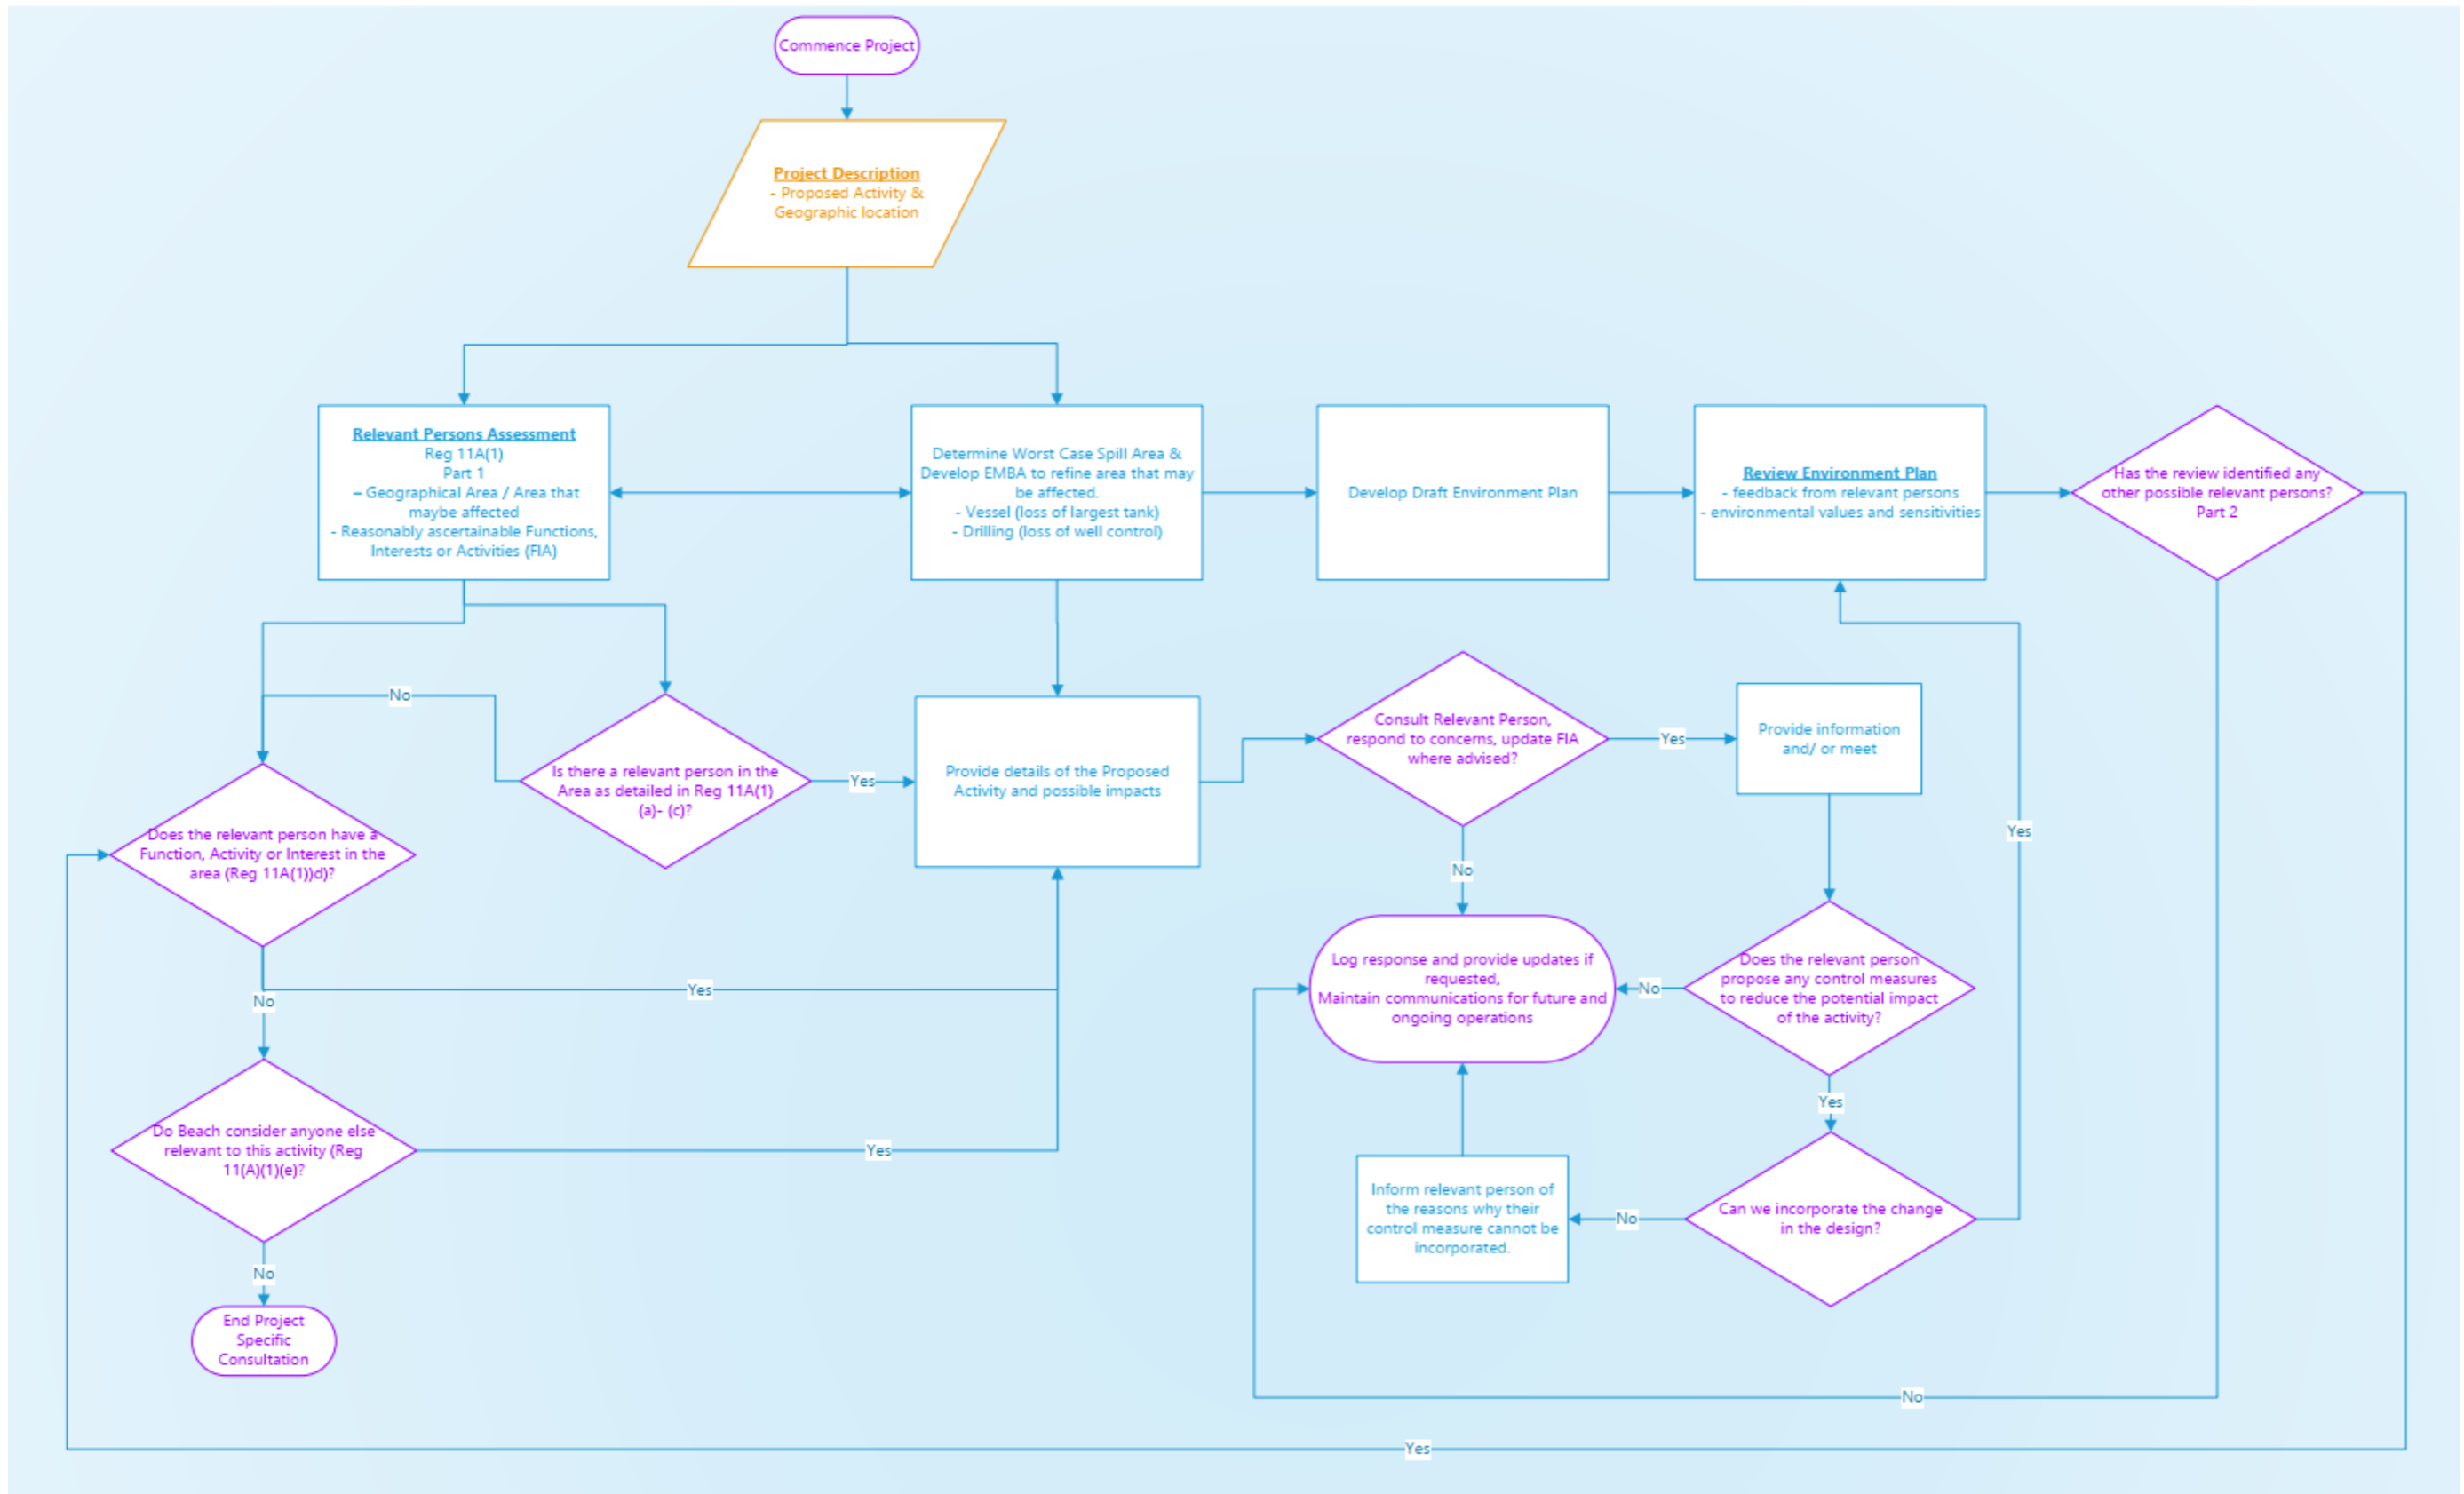 Commence Project
Project Description
- Proposed Activity &
Geographic location
Relevant Persons Assessment
Reg 11A(1)
Part 1
– Geographical Area / Area that
maybe affected
- Reasonably ascertainable Functions,
Interests or Activities (FIA)
Determine Worst Case Spill Area &
Develop EMBA to refine area that may
be affected.
- Vessel (loss of largest tank)
- Drilling (loss of well control)
Develop Draft Environment Plan
Review Environment Plan
- feedback from relevant persons
- environmental values and sensitivities
Has the review identified any
other possible relevant persons?
Part 2
No
Is there a relevant person in the
Area as detailed in Reg 11A(1)
(a)- (c)?
Yes
Provide details of the Proposed
Activity and possible impacts
Consult Relevant Person,
respond to concerns, update FIA
where advised?
Yes
Provide information
and/ or meet
Yes
Does the relevant person have a
Function, Activity or Interest in the
area (Reg 11A(1))d)?
No
Log response and provide updates if
requested,
Maintain communications for future and
ongoing operations
No
Does the relevant person
propose any control measures
to reduce the potential impact
of the activity?
Yes
No
Yes
Do Beach consider anyone else
relevant to this activity (Reg
11(A)(1)(e)?
Yes
Inform relevant person of
the reasons why their
control measure cannot be
incorporated.
No
Can we incorporate the change
in the design?
No
End Project
Specific
Consultation
No
Yes